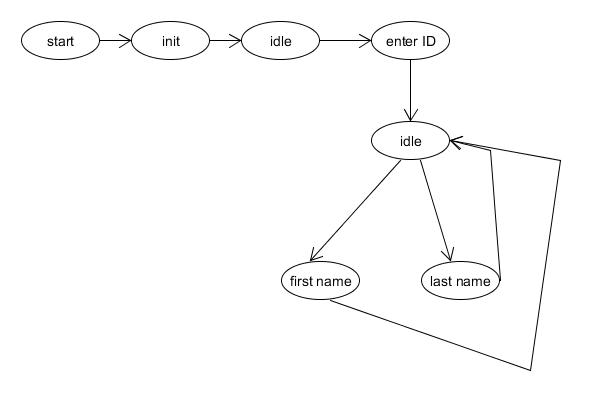 start
init
idle
enter ID
idle
first name
last name